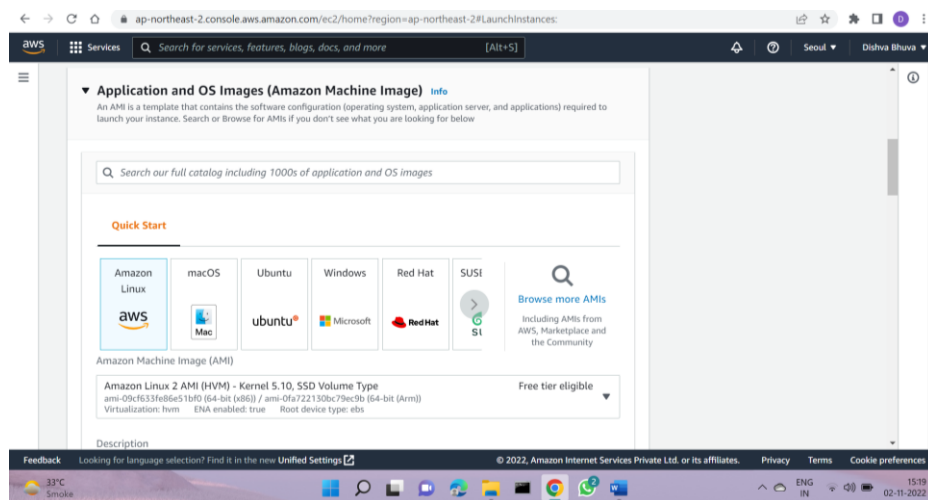 ap-northeast-2.console.aws.amazon.com/ec2/home?region=ap-northeast-2#LaunchInstances:
D
aws
Services
Search for services, features, blogs, docs, and more
[Alt+S]
Seoul
Dishva Bhuva
Application and OS Images (Amazon Machine Image) Info
An AMI is a template that contains the software configuration (operating system, application server, and applications) required to
launch your instance. Search or Browse for AMIs if you don't see what you are looking for
below
Search our full catalog including 1000s of application and OS images
Quick Start
Amazon
Linux
aws
macOS
Mac
Ubuntu
ubuntu
Windows
Microsoft
Red Hat
RedHat
SUSE
SU
Browse more AMIs
Including AMIs from
AWS, Marketplace and
the Community
Amazon Machine Image (AMI)
Amazon Linux 2 AMI (HVM) - Kernel 5.10, SSD Volume Type
Free tier eligible
ami-09cf633fe86e51bf0 (64-bit (x86)) / ami-0fa722130bc79ec9b (64-bit (Arm))
Virtualization: hvm ENA enabled: true Root device type: ebs
Description
Feedback
Looking for language selection? Find it in the new Unified Settings
© 2022, Amazon Internet Services Private Ltd. or its affiliates.
Privacy
Terms
Cookie preferences
33°C
Smoke
ENG
IN
15:19
02-11-2022